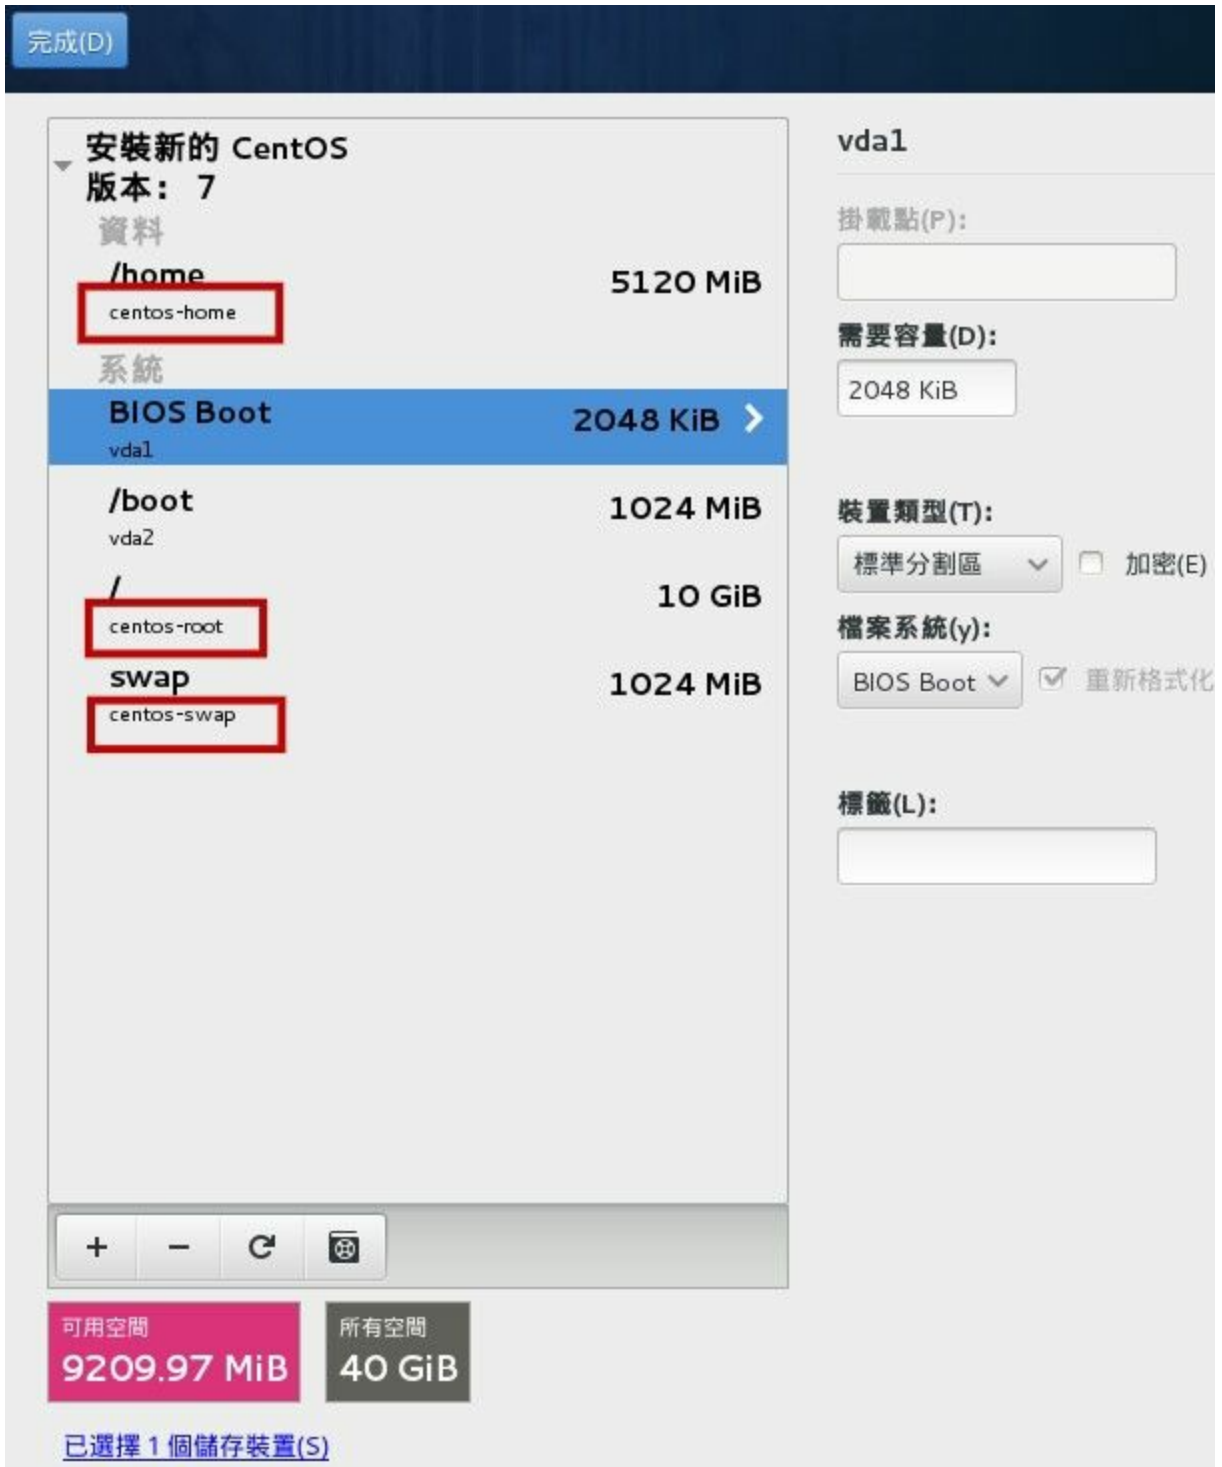 完成(D)
安裝新的 CentOS
版本： 7
資料
/home
5120 MiB
centos-home
系統
BIOS Boot
2048 KiB
vda1
/boot
1024 MiB
vda2
/
10 GiB
centos-root
swap
1024 MiB
centos-swap
可用空間
9209.97 MiB
所有空間
40 GiB
已選擇 1 個儲存裝置(S)
vda1
掛載點(P):
需要容量(D):
2048 KiB
裝置類型(T):
標準分割區
加密(E)
檔案系統(y):
BIOS Boot
重新格式化
標籤(L):